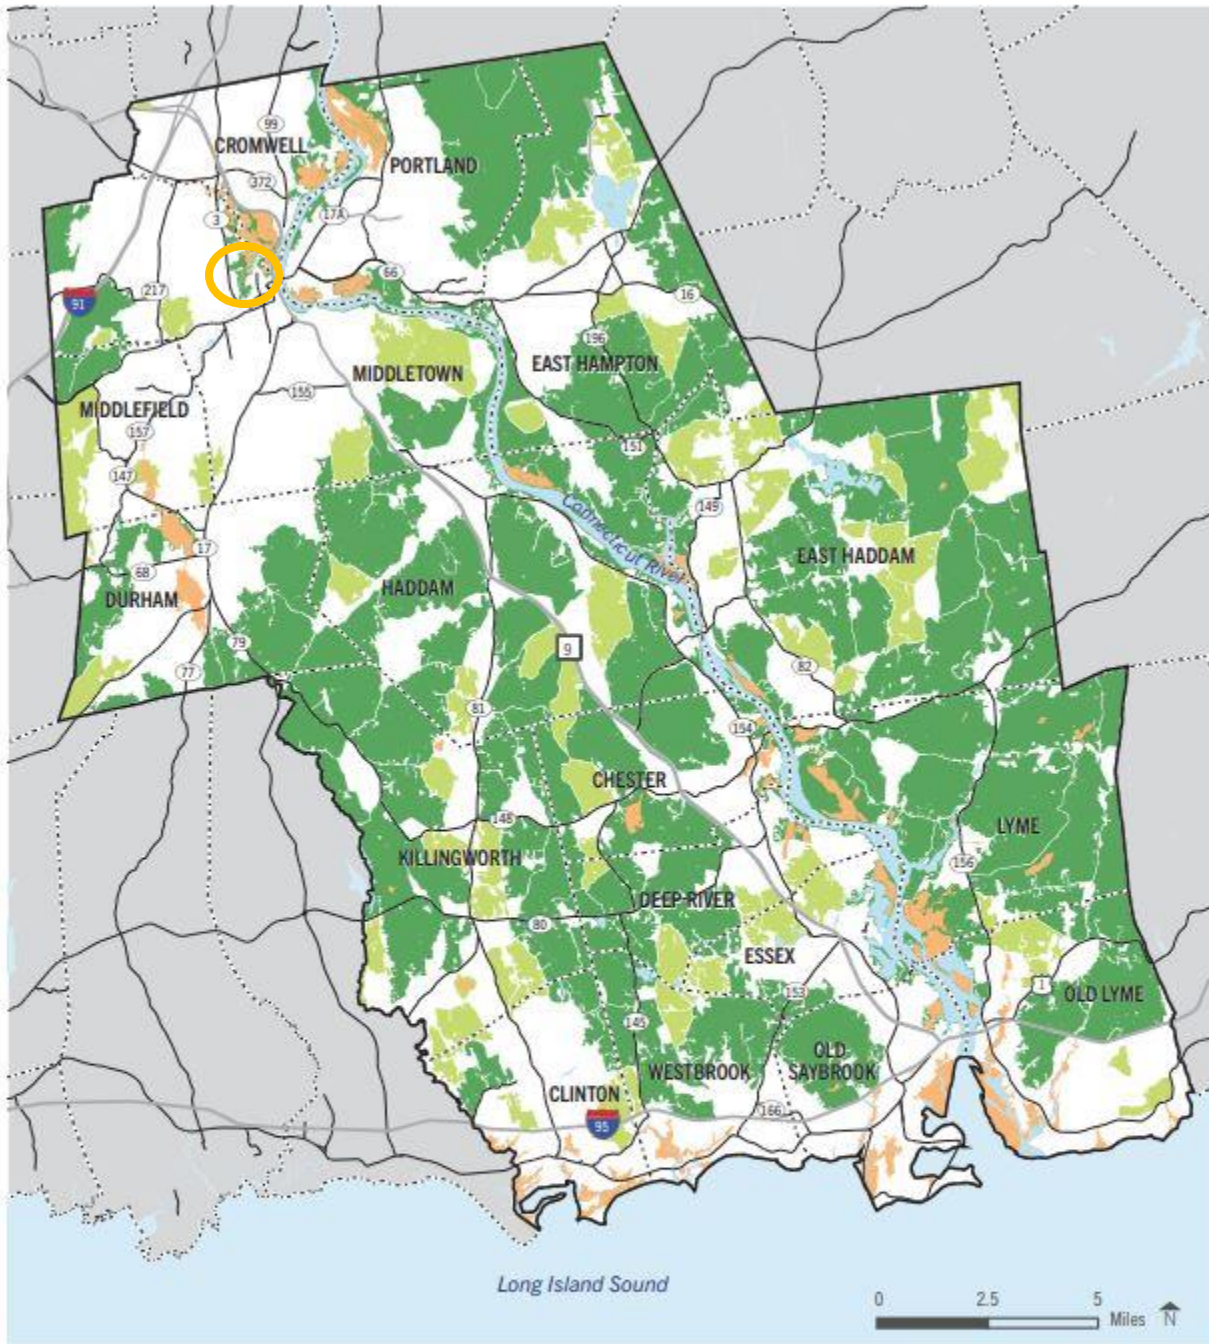 99
CROMWELL
PORTLAND
372
17A
3
66
217
91
16
196
EAST HAMPTON
MIDDLETOWN
155
MIDDLEFIELD
157
151
147
149
Connecticut River
17
EAST HADDAM
68
HADDAM
DURHAM
79
9
82
77
81
154
CHESTER
148
LYME
KILLINGWORTH
156
DEEP RIVER
80
ESSEX
153
1
OLD LYME
145
OLD
SAYBROOK
WESTBROOK
CLINTON
166
95
Long Island Sound
0 2.5 5
Miles N